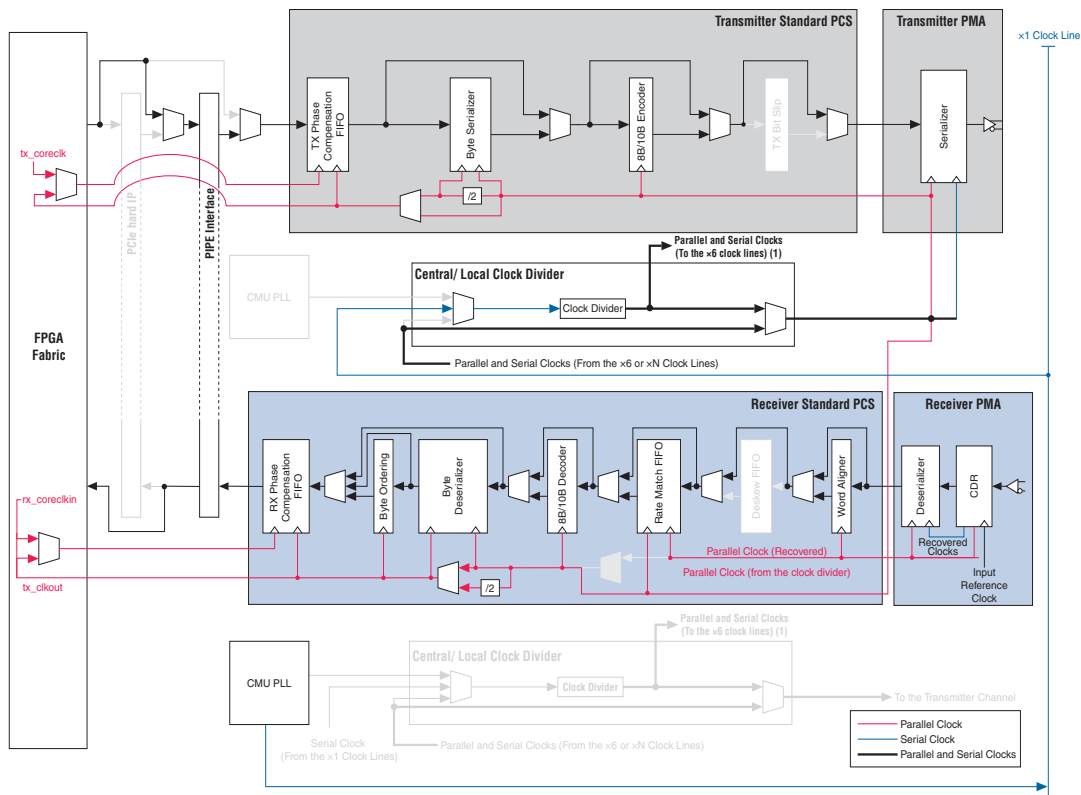 Transmitter Standard PCS
Transmitter PMA
×1 Clock Line
TX Phase
Compensation
FIFO
Byte Serializer
8B/10B Encoder
TX Bit Slip
Serializer
tx_coreclk
/2
PCIe hard IP
PIPE Interface
FPGA
Fabric
Parallel and Serial Clocks
(To the ×6 clock lines) (1)
Central/ Local Clock Divider
CMU PLL
Clock Divider
Parallel and Serial Clocks (From the ×6 or ×N Clock Lines)
Receiver Standard PCS
Receiver PMA
RX Phase
Compensation
FIFO
Byte Ordering
Byte
Deserializer
8B/10B Decoder
Rate Match FIFO
Deskew FIFO
Word Aligner
Deserializer
CDR
rx_coreclkin
Recovered
Clocks
Parallel Clock (Recovered)
Parallel Clock (from the clock divider)
tx_clkout
/2
Input
Reference
Clock
Parallel and Serial Clocks
(To the ×6 clock lines) (1)
Central/ Local Clock Divider
CMU PLL
Clock Divider
To the Transmitter Channel
Serial Clock
(From the ×1 Clock Lines)
Parallel and Serial Clocks (From the ×6 or ×N Clock Lines)
Parallel Clock
Serial Clock
Parallel and Serial Clocks